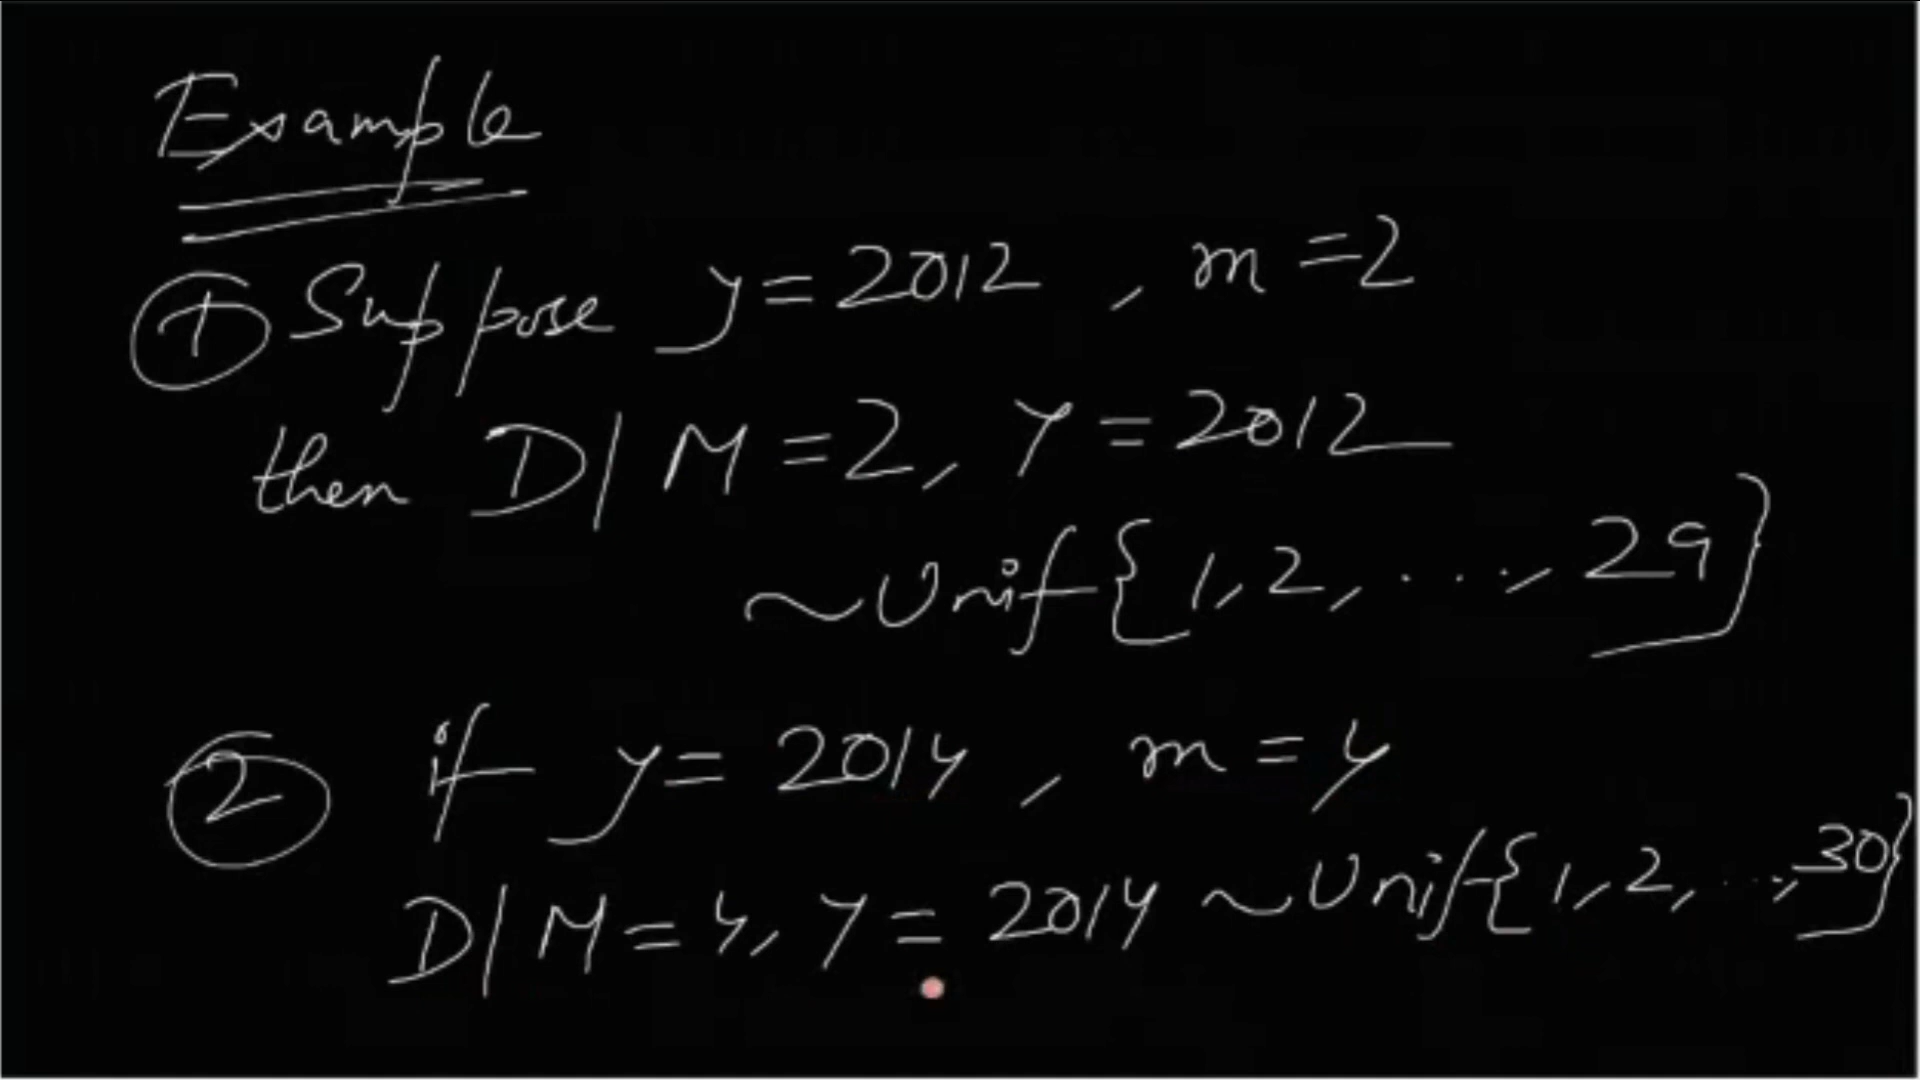 Example
① Suppose y = 2012 , m = 2
then D | M = 2, Y = 2012
~ Unif { 1, 2, ...., 29 }
② if y = 2014 , m = 4
D | M = 4, Y = 2014 ~ Unif { 1, 2, ...., 30 }